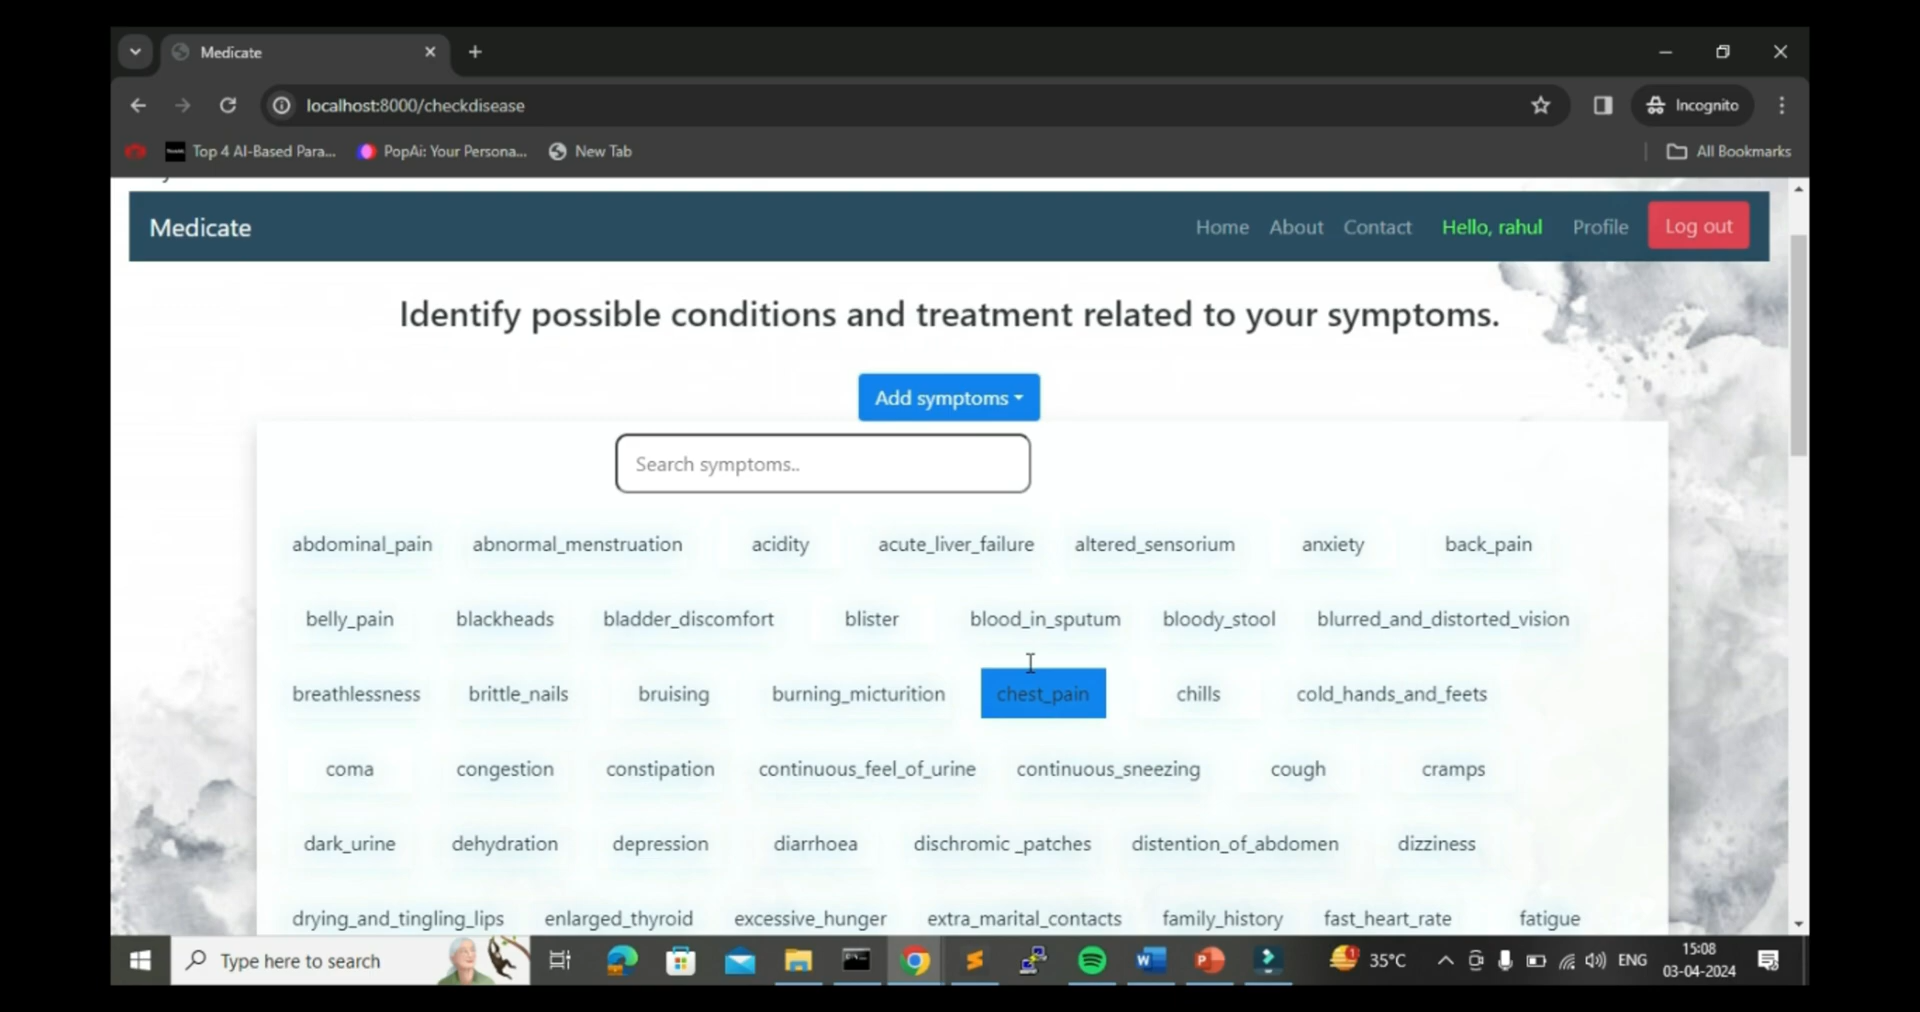 Medicate
localhost:8000/checkdisease
Incognito
Top 4 AI-Based Para...
PopAi: Your Persona...
New Tab
All Bookmarks
Medicate
Home About Contact Hello, rahul Profile Log out
Identify possible conditions and treatment related to your symptoms.
Add symptoms
Search symptoms..
abdominal_pain abnormal_menstruation acidity acute_liver_failure altered_sensorium anxiety back_pain
belly_pain blackheads bladder_discomfort blister blood_in_sputum bloody_stool blurred_and_distorted_vision
breathlessness brittle_nails bruising burning_micturition chest_pain chills cold_hands_and_feets
coma congestion constipation continuous_feel_of_urine continuous_sneezing cough cramps
dark_urine dehydration depression diarrhoea dischromic _patches distention_of_abdomen dizziness
drying_and_tingling_lips enlarged_thyroid excessive_hunger extra_marital_contacts family_history fast_heart_rate fatigue
Type here to search
35°C
ENG
15:08
03-04-2024